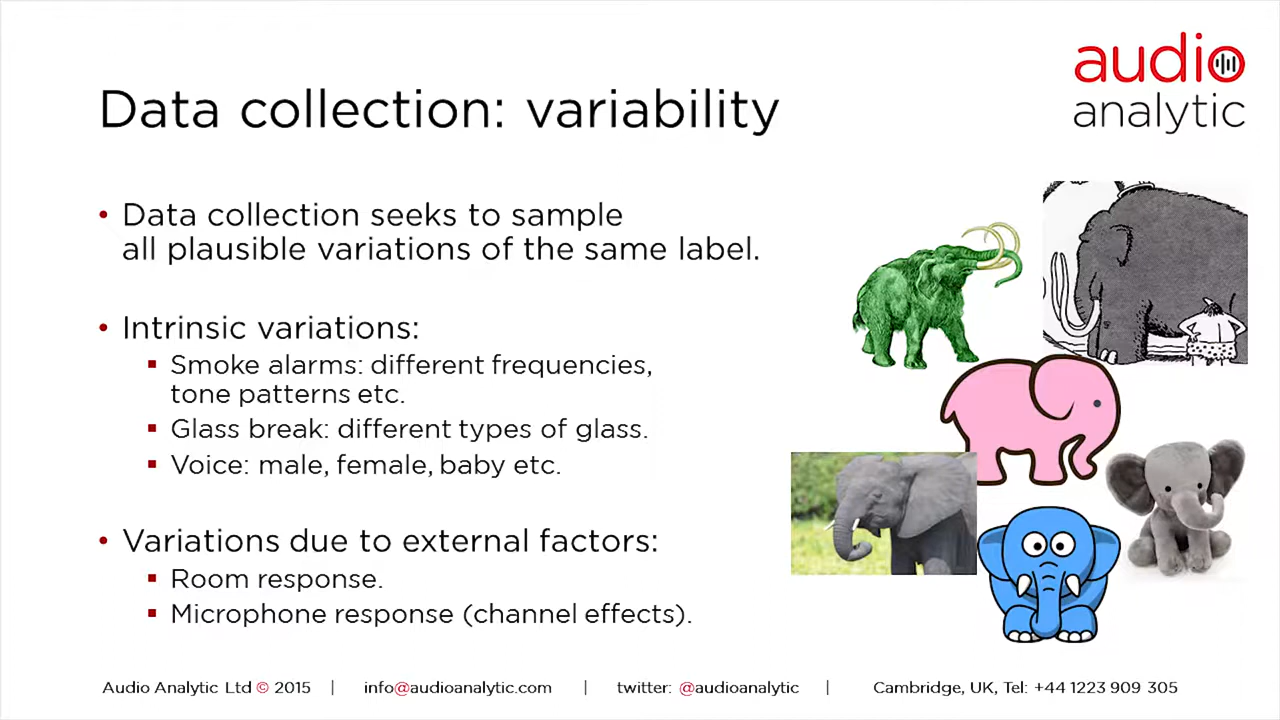 audio
analytic
Data collection: variability
• Data collection seeks to sample
all plausible variations of the same label.
• Intrinsic variations:
▪ Smoke alarms: different frequencies,
tone patterns etc.
▪ Glass break: different types of glass.
▪ Voice: male, female, baby etc.
• Variations due to external factors:
▪ Room response.
▪ Microphone response (channel effects).
Audio Analytic Ltd © 2015 | info@audioanalytic.com | twitter: @audioanalytic | Cambridge, UK, Tel: +44 1223 909 305